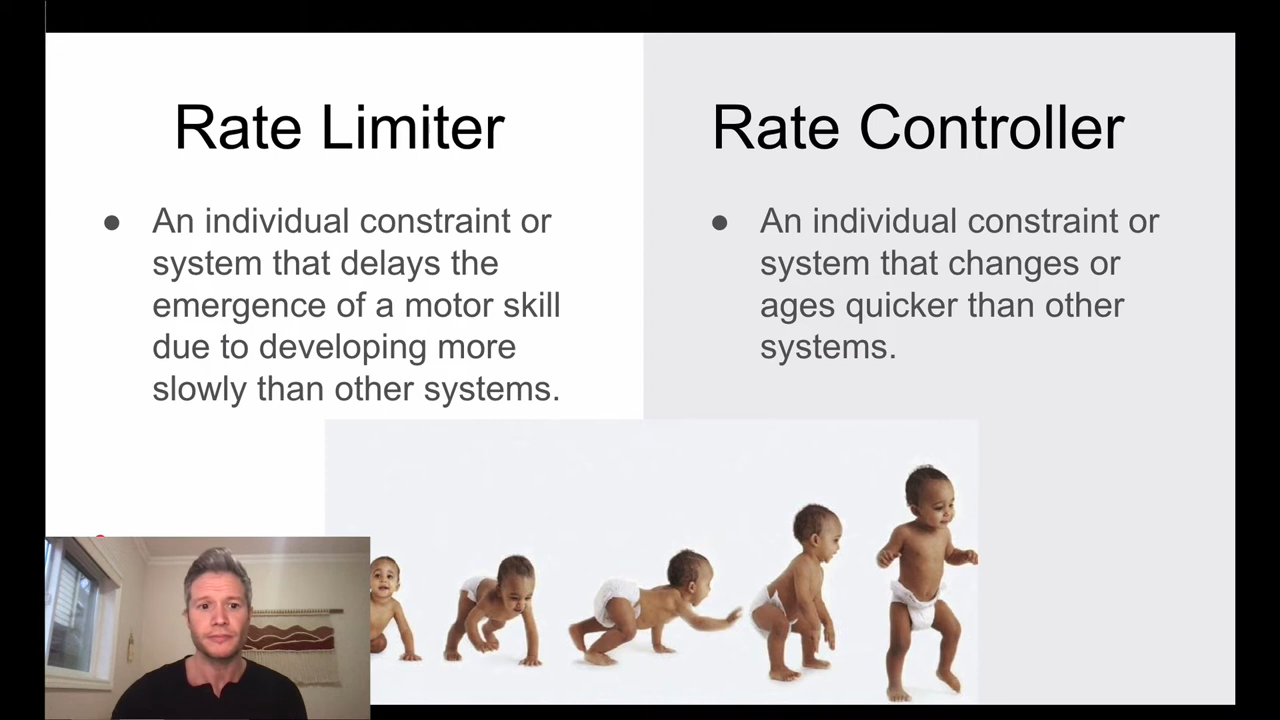 Rate Limiter
● An individual constraint or
system that delays the
emergence of a motor skill
due to developing more
slowly than other systems.
Rate Controller
● An individual constraint or
system that changes or
ages quicker than other
systems.